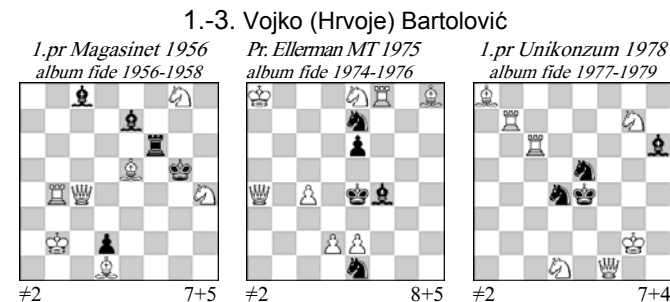 1.-3. Vojko (Hrvoje) Bartolović
1.pr Magasinet 1956
album fide 1956-1958
≠2 7+5
Pr. Ellerman MT 1975
album fide 1974-1976
≠2 8+5
1.pr Unikonzum 1978
album fide 1977-1979
≠2 7+4